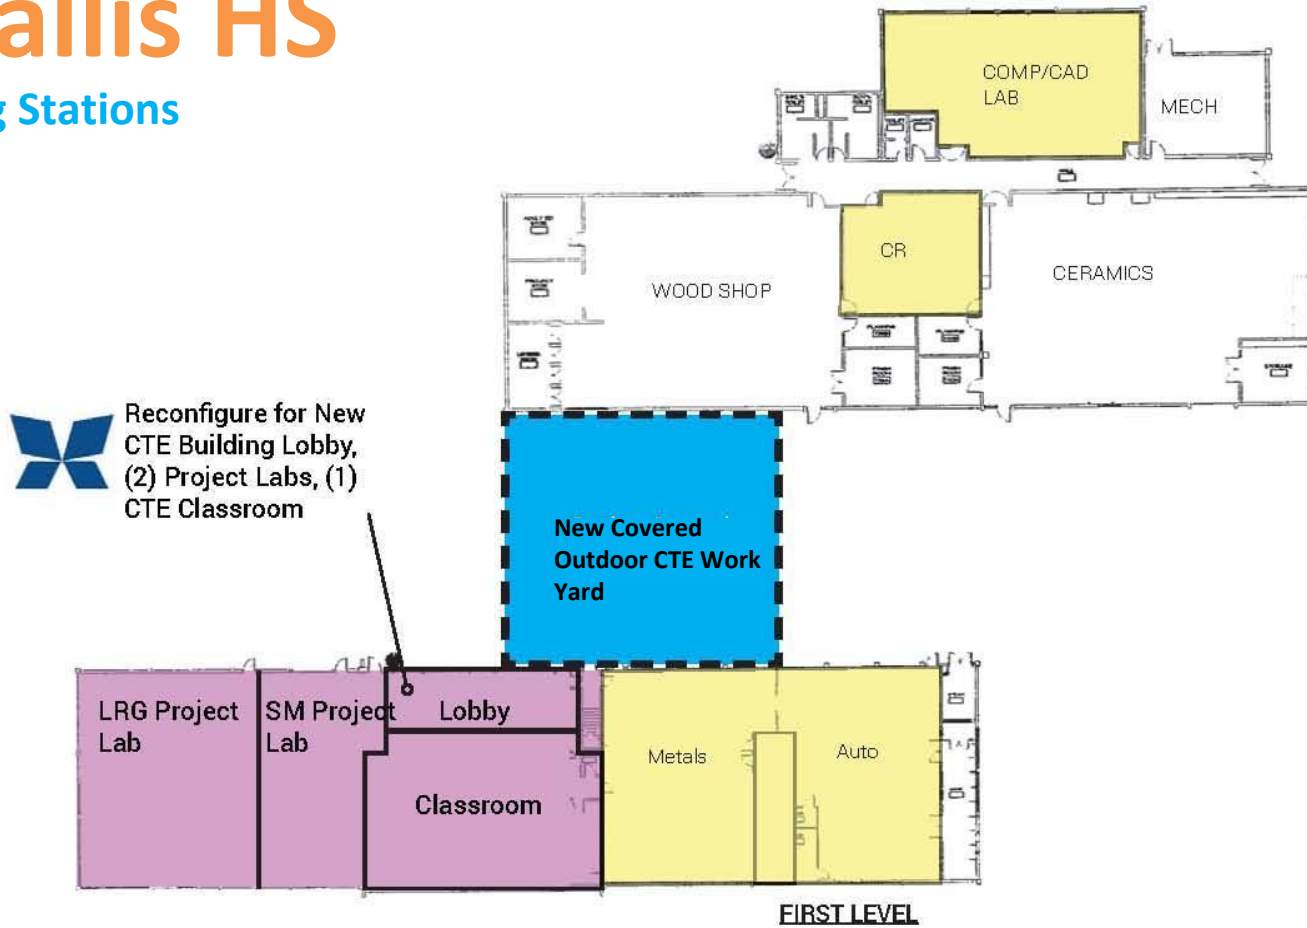 allis HS
g Stations
COMP/CAD
LAB
MECH
CR
WOOD SHOP
CERAMICS
STORAGE
Reconfigure for New
CTE Building Lobby,
(2) Project Labs, (1)
CTE Classroom
New Covered
Outdoor CTE Work
Yard
LRG Project
Lab
SM Project
Lab
Lobby
Classroom
Metals
Auto
FIRST LEVEL